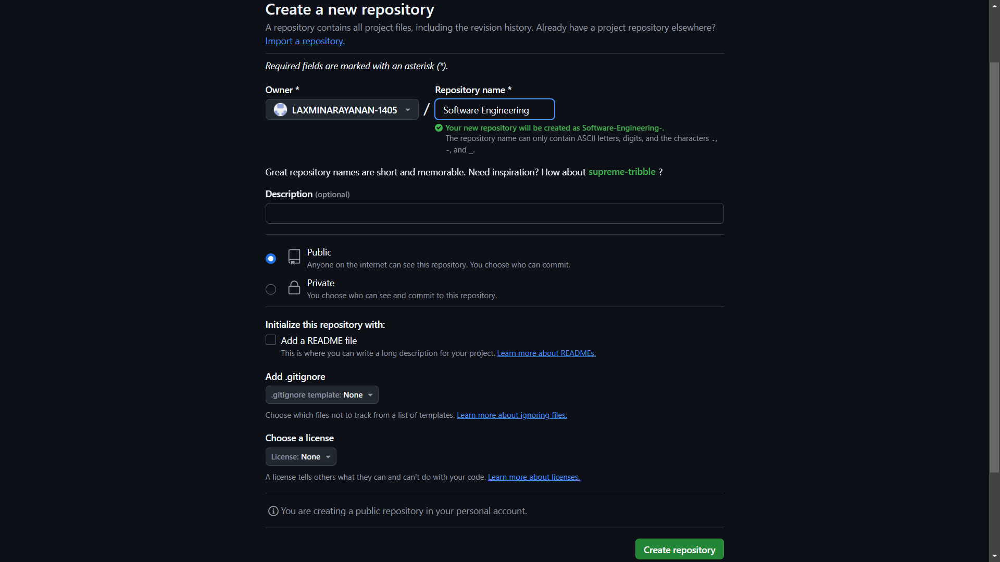 Create a new repository
A repository contains all project files, including the revision history. Already have a project repository elsewhere?
Import a repository.
Required fields are marked with an asterisk (*).
Owner *
Repository name *
LAXMINARAYANAN-1405
/
Software Engineering
Your new repository will be created as Software-Engineering-.
The repository name can only contain ASCII letters, digits, and the characters .,
-, and _.
Great repository names are short and memorable. Need inspiration? How about supreme-tribble ?
Description (optional)
Public
Anyone on the internet can see this repository. You choose who can commit.
Private
You choose who can see and commit to this repository.
Initialize this repository with:
Add a README file
This is where you can write a long description for your project. Learn more about READMEs.
Add .gitignore
.gitignore template: None
Choose which files not to track from a list of templates. Learn more about ignoring files.
Choose a license
License: None
A license tells others what they can and can't do with your code. Learn more about licenses.
You are creating a public repository in your personal account.
Create repository